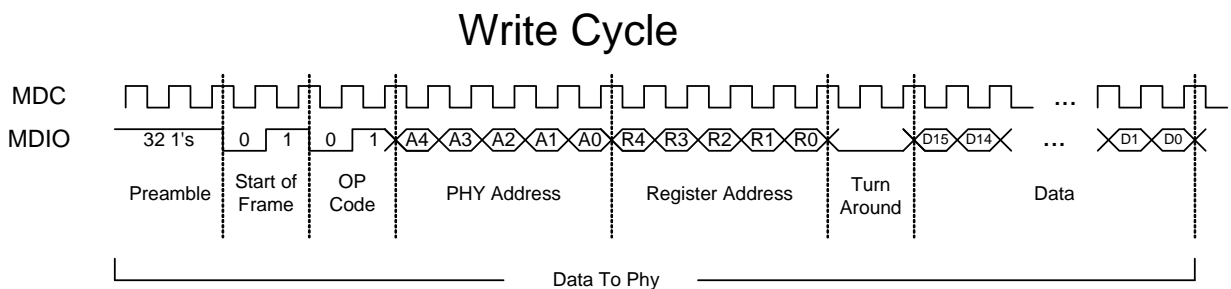 Write Cycle
MDC ...
MDIO 32 1's 0 1 0 1 A4 A3 A2 A1 A0 R4 R3 R2 R1 R0 D15 D14 ... D1 D0
Preamble Start of Frame OP Code PHY Address Register Address Turn Around Data
Data To Phy